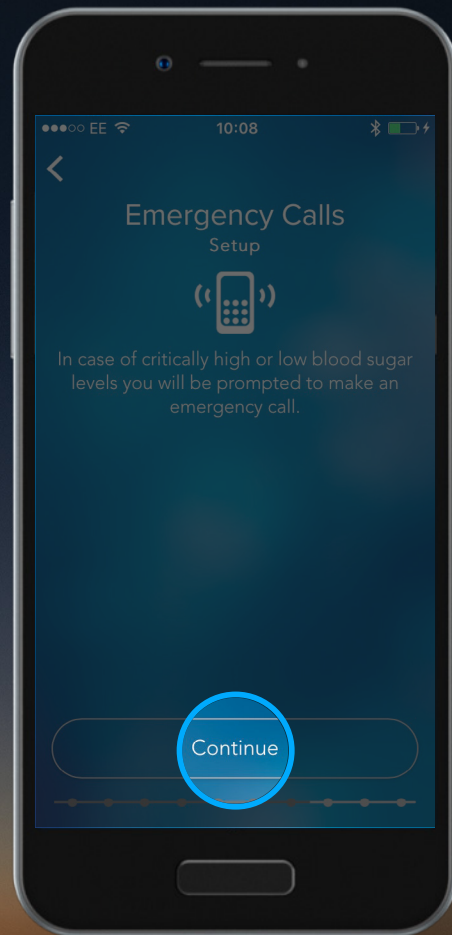 EE 10:08
Emergency Calls
Setup
In case of critically high or low blood sugar
levels you will be prompted to make an
emergency call.
Continue